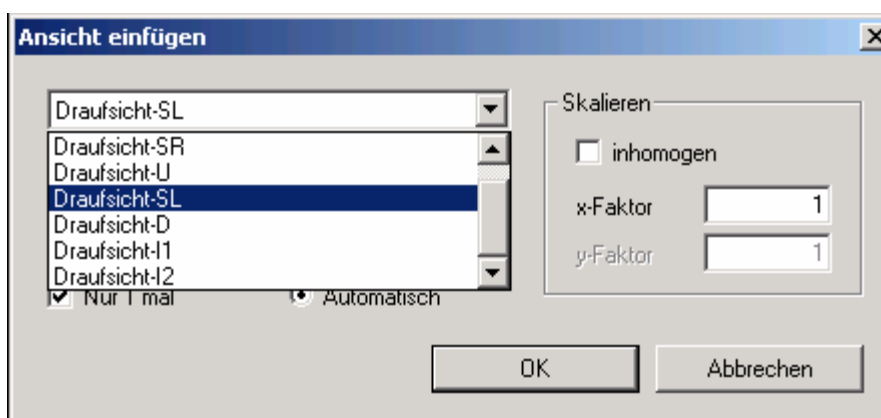 Ansicht einfügen
Draufsicht-SL
Draufsicht-SR
Draufsicht-U
Draufsicht-SL
Draufsicht-D
Draufsicht-I1
Draufsicht-I2
Nur 1 mal
Automatisch
Skalieren
inhomogen
x-Faktor 1
y-Faktor 1
OK
Abbrechen